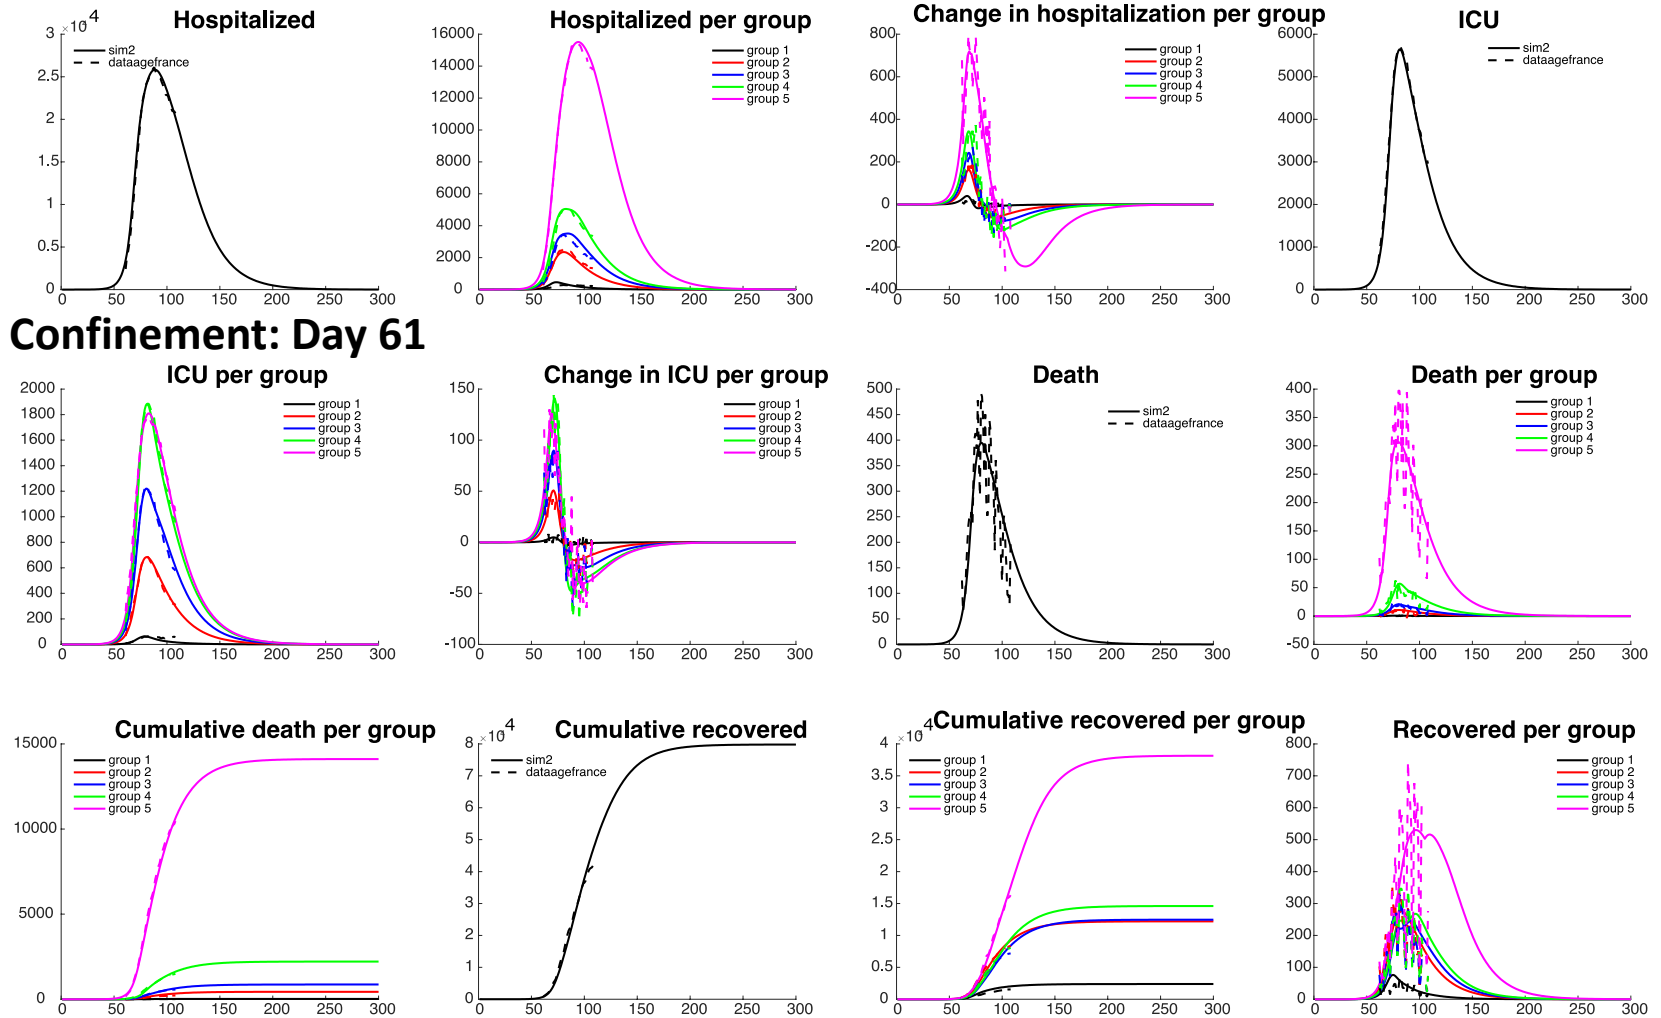 Hospitalized
×10^4
3
2.5
2
1.5
1
0.5
0
0 50 100 150 200 250 300
sim2
dataagefrance
Hospitalized per group
16000
14000
12000
10000
8000
6000
4000
2000
0
0 50 100 150 200 250 300
group 1
group 2
group 3
group 4
group 5
Change in hospitalization per group
800
600
400
200
0
-200
-400
0 50 100 150 200 250 300
group 1
group 2
group 3
group 4
group 5
ICU
6000
5000
4000
3000
2000
1000
0
0 50 100 150 200 250 300
sim2
dataagefrance
Confinement: Day 61
ICU per group
2000
1800
1600
1400
1200
1000
800
600
400
200
0
0 50 100 150 200 250 300
group 1
group 2
group 3
group 4
group 5
Change in ICU per group
150
100
50
0
-50
-100
0 50 100 150 200 250 300
group 1
group 2
group 3
group 4
group 5
Death
500
450
400
350
300
250
200
150
100
50
0
0 50 100 150 200 250 300
sim2
dataagefrance
Death per group
400
350
300
250
200
150
100
50
0
-50
0 50 100 150 200 250 300
group 1
group 2
group 3
group 4
group 5
Cumulative death per group
15000
10000
5000
0
0 50 100 150 200 250 300
group 1
group 2
group 3
group 4
group 5
Cumulative recovered
×10^4
8
7
6
5
4
3
2
1
0
0 50 100 150 200 250 300
sim2
dataagefrance
Cumulative recovered per group
×10^4
4
3.5
3
2.5
2
1.5
1
0.5
0
0 50 100 150 200 250 300
group 1
group 2
group 3
group 4
group 5
Recovered per group
800
700
600
500
400
300
200
100
0
0 50 100 150 200 250 300
group 1
group 2
group 3
group 4
group 5